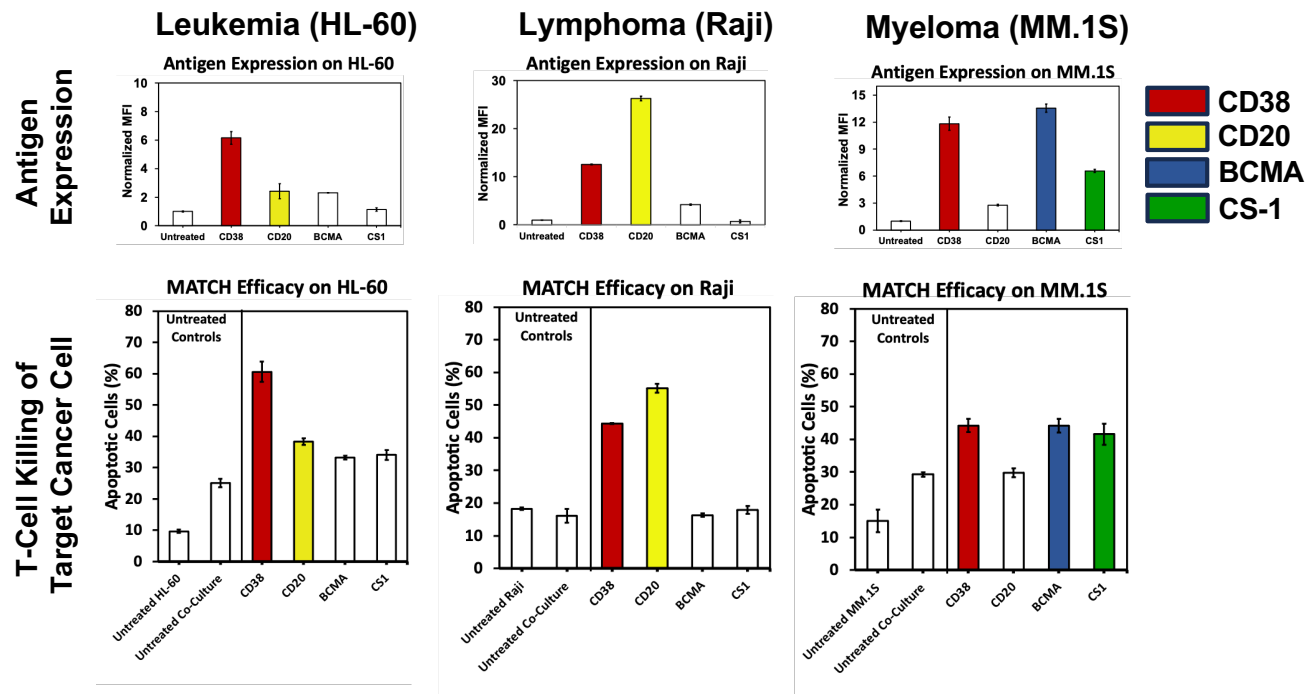 Leukemia (HL-60)
Lymphoma (Raji)
Myeloma (MM.1S)
Antigen
Expression
Antigen Expression on HL-60
Normalized MFI
10
8
6
4
2
0
Untreated CD38 CD20 BCMA CS1
Antigen Expression on Raji
Normalized MFI
30
20
10
0
Untreated CD38 CD20 BCMA CS1
Antigen Expression on MM.1S
Normalized MFI
15
12
9
6
3
0
Untreated CD38 CD20 BCMA CS1
CD38
CD20
BCMA
CS-1
T-Cell Killing of
Target Cancer Cell
MATCH Efficacy on HL-60
Apoptotic Cells (%)
80
70
60
50
40
30
20
10
0
Untreated
Controls
Untreated HL-60
Untreated Co-Culture
CD38
CD20
BCMA
CS1
MATCH Efficacy on Raji
Apoptotic Cells (%)
80
70
60
50
40
30
20
10
0
Untreated
Controls
Untreated Raji
Untreated Co-Culture
CD38
CD20
BCMA
CS1
MATCH Efficacy on MM.1S
Apoptotic Cells (%)
80
70
60
50
40
30
20
10
0
Untreated
Controls
Untreated MM.1S
Untreated Co-Culture
CD38
CD20
BCMA
CS1